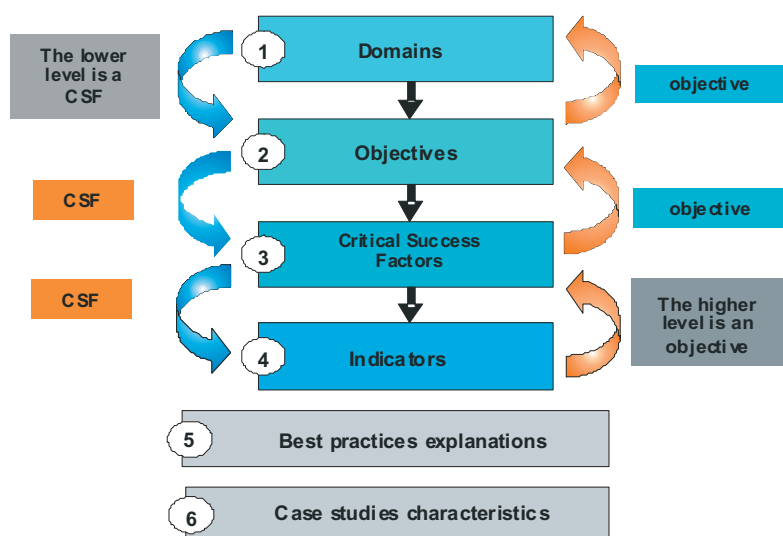 The lower
level is a
CSF
1
Domains
objective
2
Objectives
CSF
objective
3
Critical Success
Factors
CSF
The higher
level is an
objective
4
Indicators
5
Best practices explanations
6
Case studies characteristics